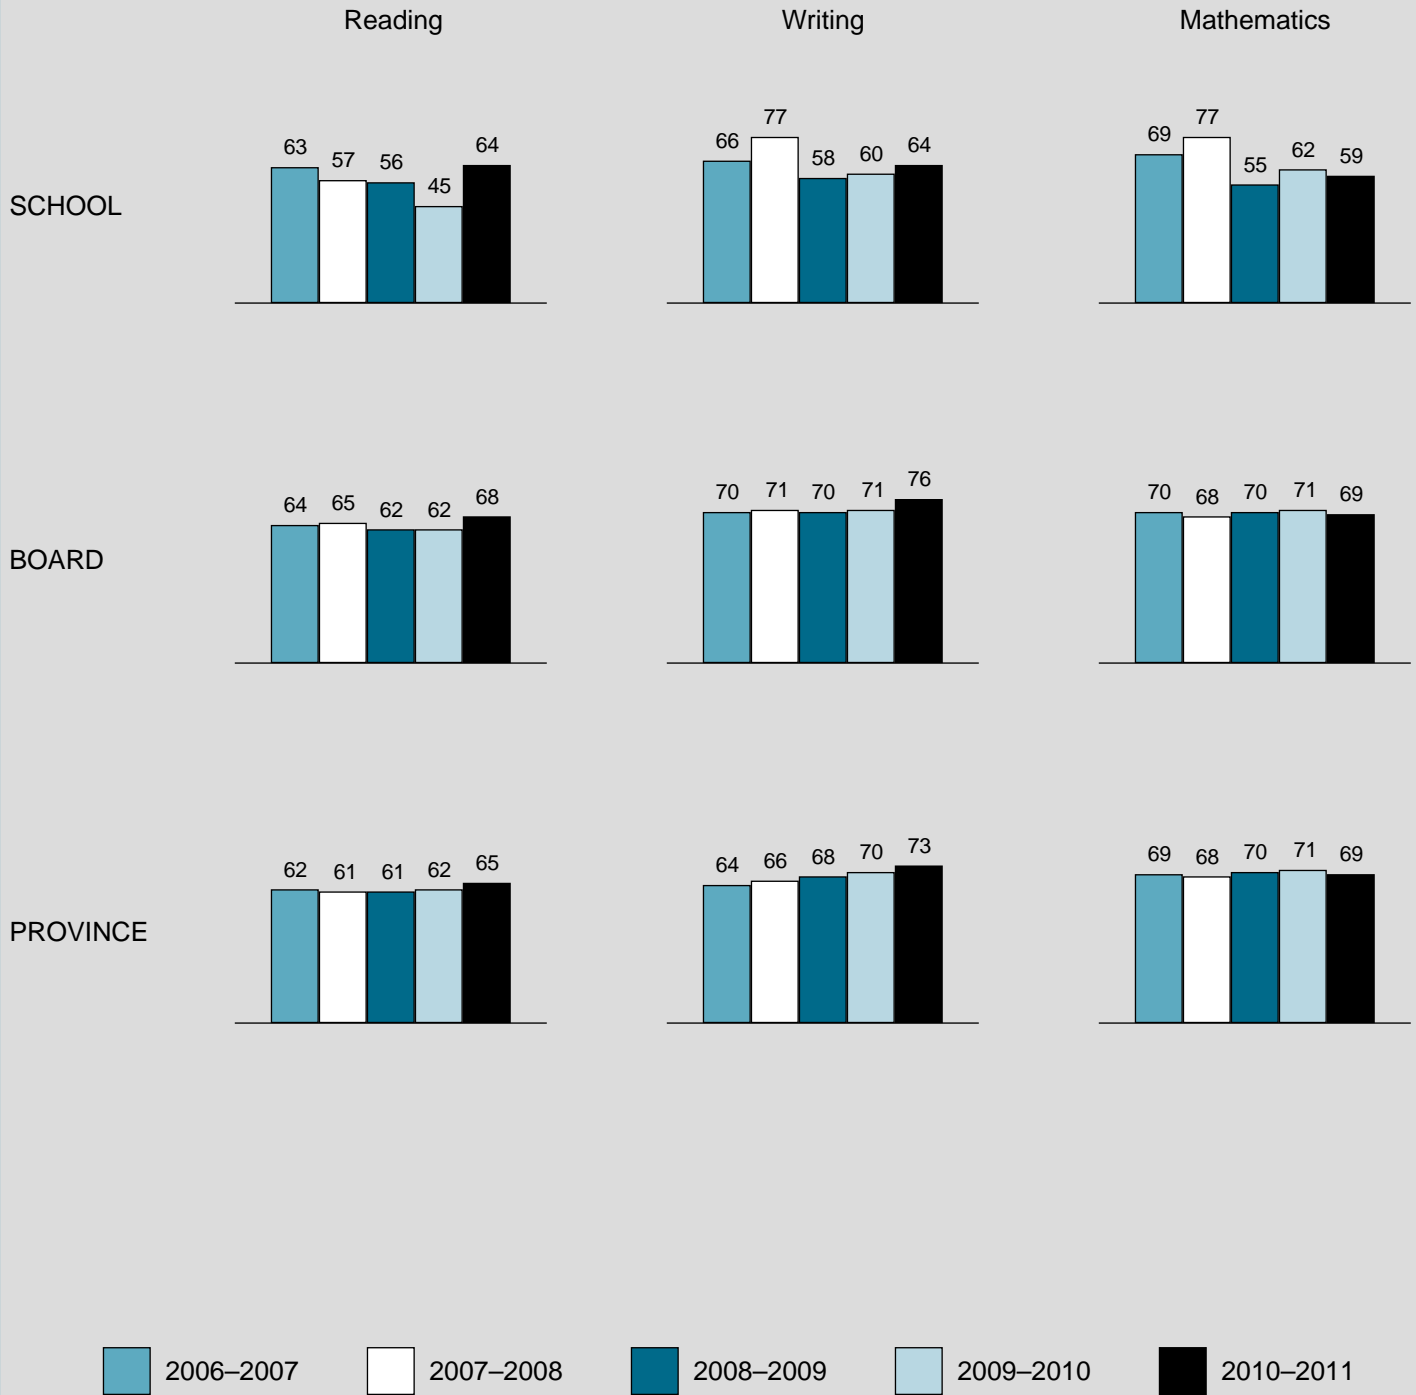 Reading Writing Mathematics
SCHOOL
63 57 56 45 64
66 77 58 60 64
69 77 55 62 59
BOARD
64 65 62 62 68
70 71 70 71 76
70 68 70 71 69
PROVINCE
62 61 61 62 65
64 66 68 70 73
69 68 70 71 69
2006–2007 2007–2008 2008–2009 2009–2010 2010–2011